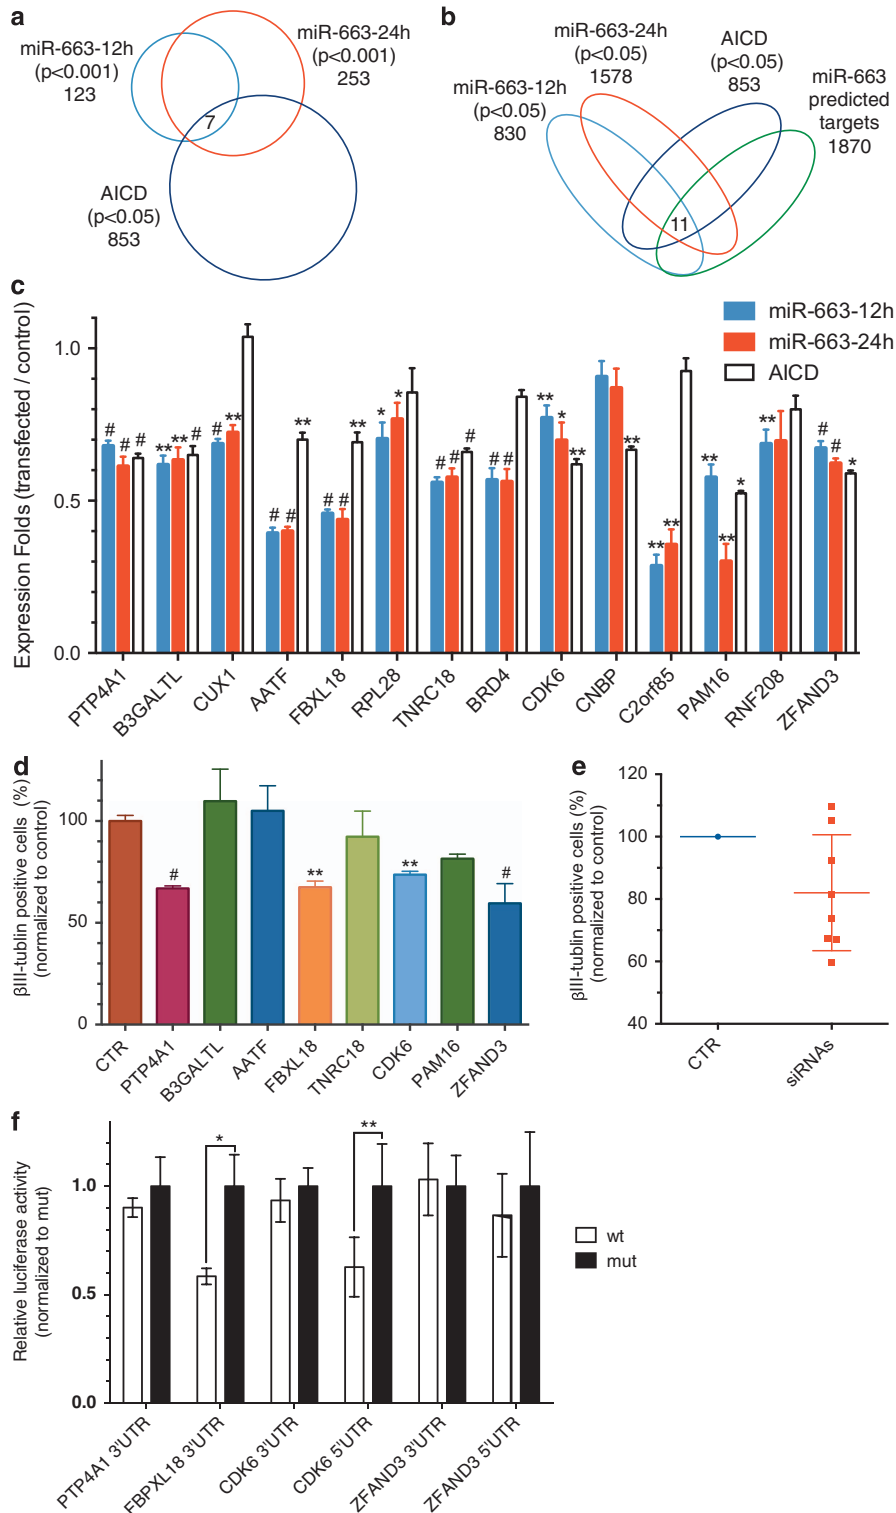 a
miR-663-12h
(p<0.001)
123
miR-663-24h
(p<0.001)
253
7
AICD
(p<0.05)
853
b
miR-663-24h
(p<0.05)
1578
AICD
(p<0.05)
853
miR-663-12h
(p<0.05)
830
miR-663
predicted
targets
1870
11
c
miR-663-12h
miR-663-24h
AICD
Expression Folds (transfected / control)
1.0
0.5
0.0
# # #
** ** #
# **
# # **
# # **
* *
# # #
# #
** * **
**
** **
** ** *
**
# # *
PTP4A1
B3GALTL
CUX1
AATF
FBXL18
RPL28
TNRC18
BRD4
CDK6
CNBP
C2orf85
PAM16
RNF208
ZFAND3
d
βIII-tublin positive cells (%)
(normalized to control)
100
50
0
#
**
**
#
CTR
PTP4A1
B3GALTL
AATF
FBXL18
TNRC18
CDK6
PAM16
ZFAND3
e
βIII-tublin positive cells (%)
(normalized to control)
120
100
80
60
40
CTR
siRNAs
f
Relative luciferase activity
(normalized to mut)
1.0
0.5
0.0
*
**
wt
mut
PTP4A1 3'UTR
FBPXL18 3'UTR
CDK6 3'UTR
CDK6 5'UTR
ZFAND3 3'UTR
ZFAND3 5'UTR